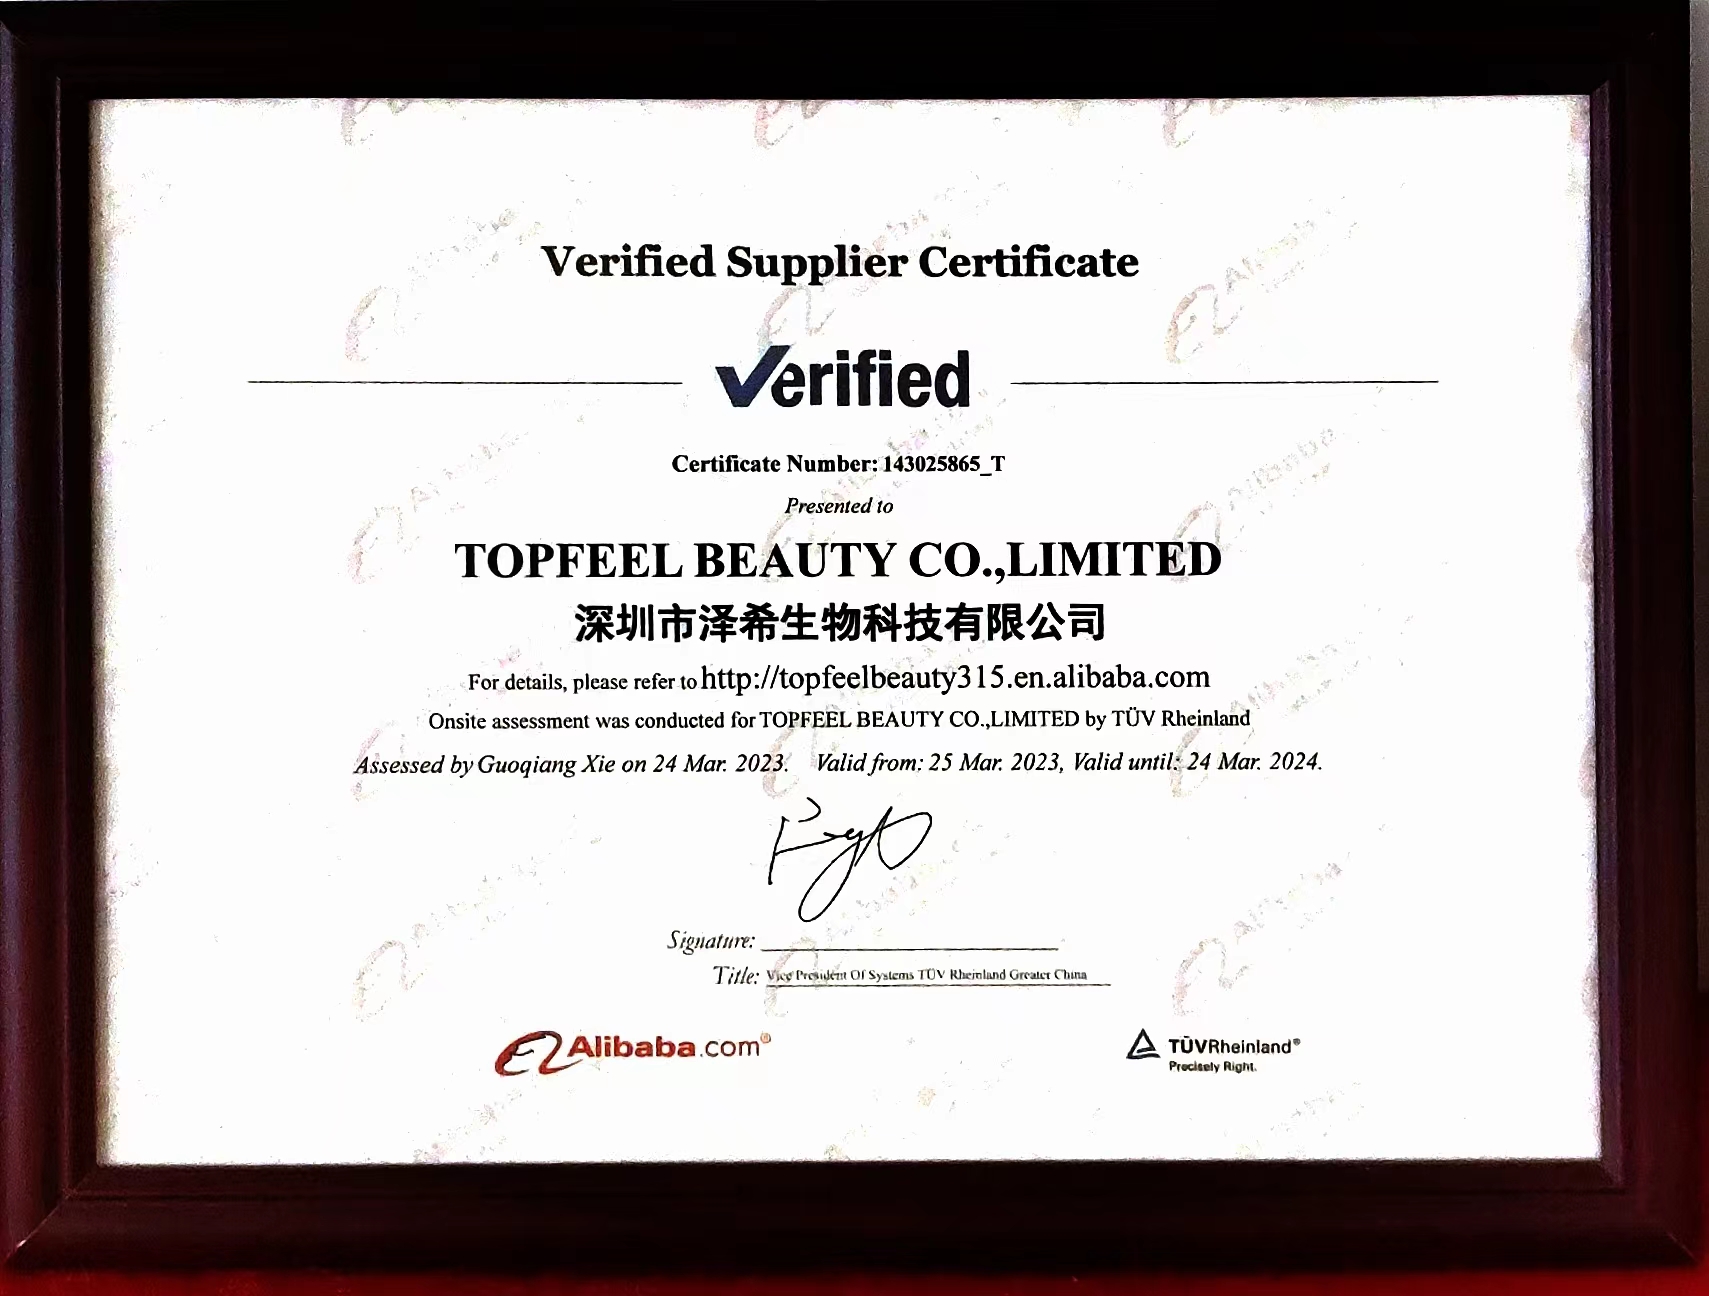 Verified Supplier Certificate
Verified
Certificate Number: 143025865_T
Presented to
TOPFEEL BEAUTY CO.,LIMITED
深圳市泽希生物科技有限公司
For details, please refer to http://topfeelbeauty315.en.alibaba.com
Onsite assessment was conducted for TOPFEEL BEAUTY CO.,LIMITED by TÜV Rheinland
Assessed by Guoqiang Xie on 24 Mar. 2023. Valid from: 25 Mar. 2023, Valid until: 24 Mar. 2024.
Signature:
Title: Vice President Of Systems TÜV Rheinland Greater China
Alibaba.com®
TÜVRheinland®
Precisely Right.